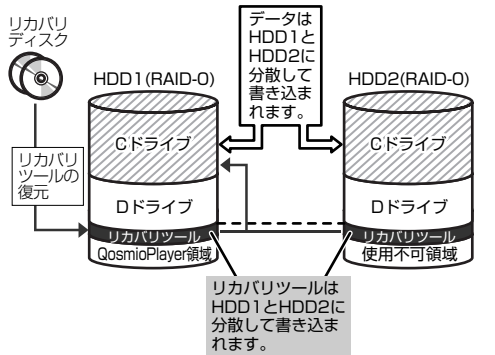 リカバリ
ディスク
データは
HDD1と
HDD2に
分散して
書き込ま
れます。
HDD1(RAID-0)
HDD2(RAID-0)
Cドライブ
Cドライブ
リカバリ
ツールの
復元
Dドライブ
Dドライブ
リカバリツール
リカバリツール
QosmioPlayer領域
使用不可領域
リカバリツールは
HDD1とHDD2に
分散して書き込ま
れます。